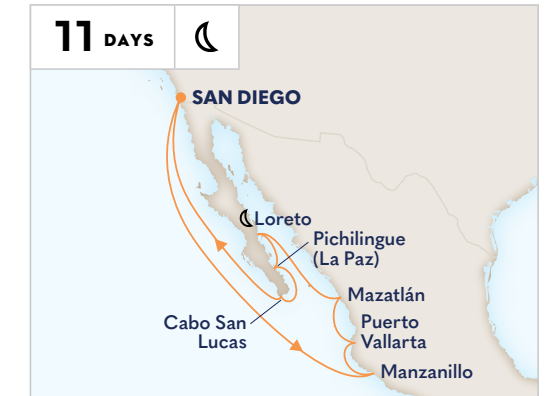 11 DAYS
SAN DIEGO
Loreto
Pichilingue
(La Paz)
Mazatlán
Cabo San
Lucas
Puerto
Vallarta
Manzanillo